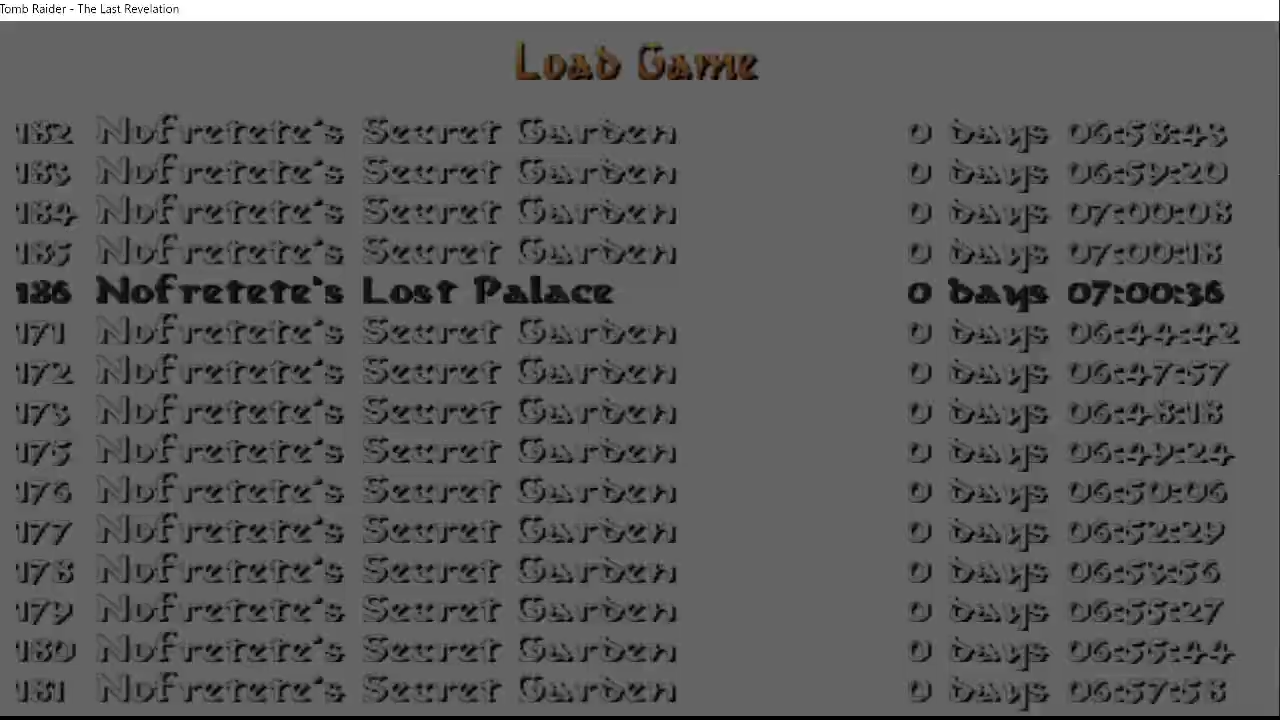 Tomb Raider - The Last Revelation
Load Game
182 Nofretete's Secret Garden 0 days 06:58:43
183 Nofretete's Secret Garden 0 days 06:59:20
184 Nofretete's Secret Garden 0 days 07:00:08
185 Nofretete's Secret Garden 0 days 07:00:18
186 Nofretete's Lost Palace 0 days 07:00:36
171 Nofretete's Secret Garden 0 days 06:44:42
172 Nofretete's Secret Garden 0 days 06:47:57
173 Nofretete's Secret Garden 0 days 06:48:18
175 Nofretete's Secret Garden 0 days 06:49:24
176 Nofretete's Secret Garden 0 days 06:50:06
177 Nofretete's Secret Garden 0 days 06:52:29
178 Nofretete's Secret Garden 0 days 06:53:56
179 Nofretete's Secret Garden 0 days 06:55:27
180 Nofretete's Secret Garden 0 days 06:55:44
181 Nofretete's Secret Garden 0 days 06:57:58